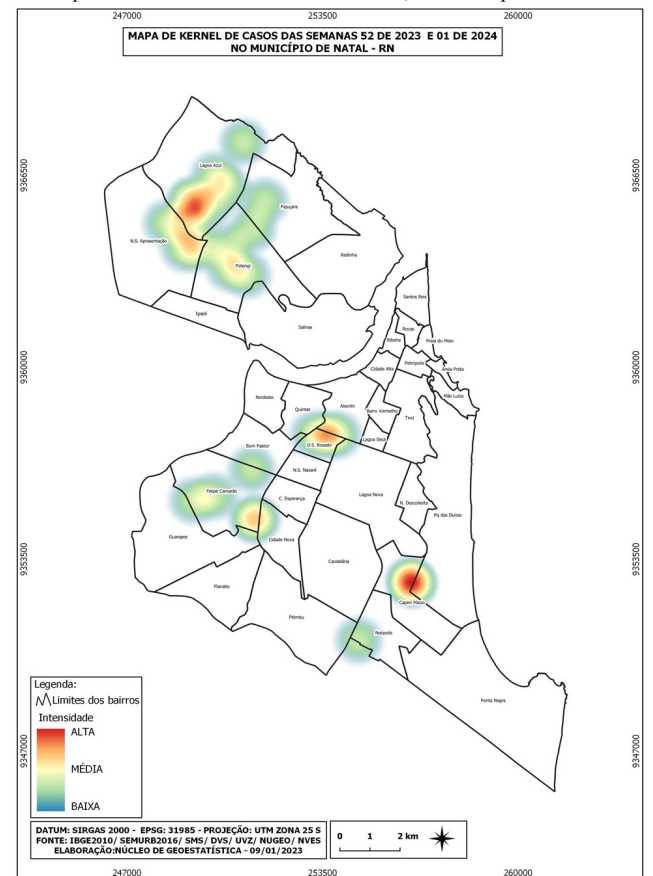 247000 253500 260000
MAPA DE KERNEL DE CASOS DAS SEMANAS 52 DE 2023 E 01 DE 2024
NO MUNICÍPIO DE NATAL - RN
9366500 9366500
Lagoa Azul
Pajuçara
N.S. Apresentação
Redinha
Potengi
Santos Reis
Igapó
Salinas
Rocas
Ribeira
Praia do Meio
9360000 9360000
Petrópolis
Cidade Alta
Areia Preta
Mãe Luiza
Nordeste
Quintas
Alecrim
Barro Vermelho
Tirol
D.S. Rosado
Lagoa Seca
Bom Pastor
N.S. Nazaré
Felipe Camarão
C. Esperança
Lagoa Nova
N. Descoberta
Pq das Dunas
Guarapes
Cidade Nova
9353500 9353500
Candelária
Planalto
Capim Macio
Pitimbu
Neópolis
Ponta Negra
Legenda:
Limites dos bairros
Intensidade
ALTA
MÉDIA
BAIXA
9347000 9347000
DATUM: SIRGAS 2000 - EPSG: 31985 - PROJEÇÃO: UTM ZONA 25 S
FONTE: IBGE2010/ SEMURB2016/ SMS/ DVS/ UVZ/ NUGEO/ NVES
ELABORAÇÃO:NÚCLEO DE GEOESTATÍSTICA - 09/01/2023
0 1 2 km
247000 253500 260000